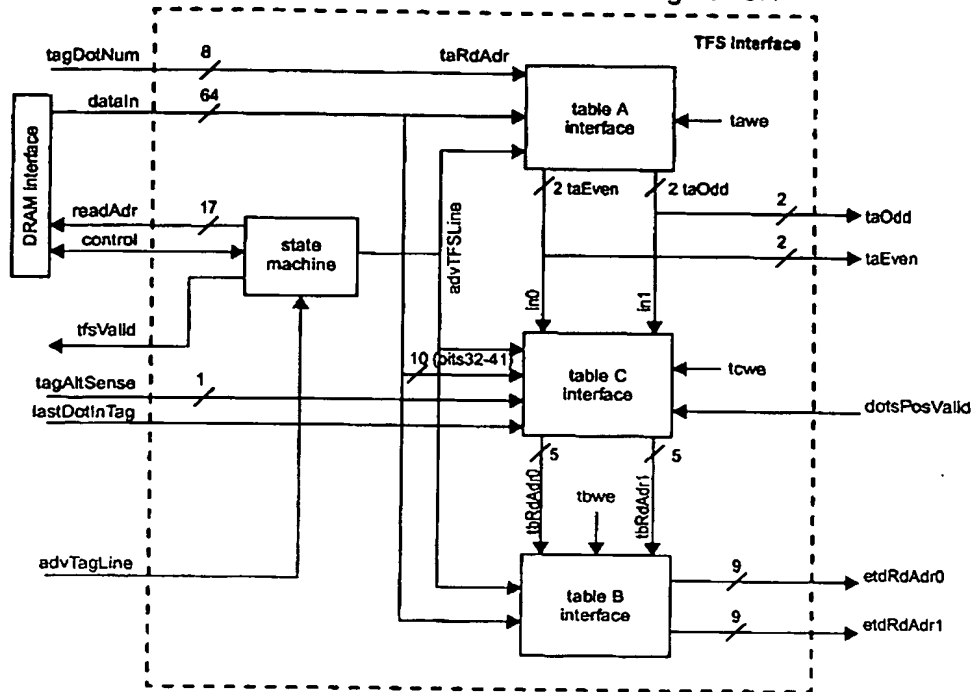 TFS interface
tagDotNum
8
taRdAdr
dataIn
64
table A
interface
tawe
DRAM interface
2 taEven
2 taOdd
readAdr
17
2
taOdd
control
state
machine
advTFSLine
2
taEven
in0
in1
tfsValid
10 (bits32-41)
table C
interface
tcwe
tagAltSense
1
lastDotInTag
dotsPosValid
5
5
tbRdAdr0
tbwe
tbRdAdr1
advTagLine
table B
interface
9
etdRdAdr0
9
etdRdAdr1